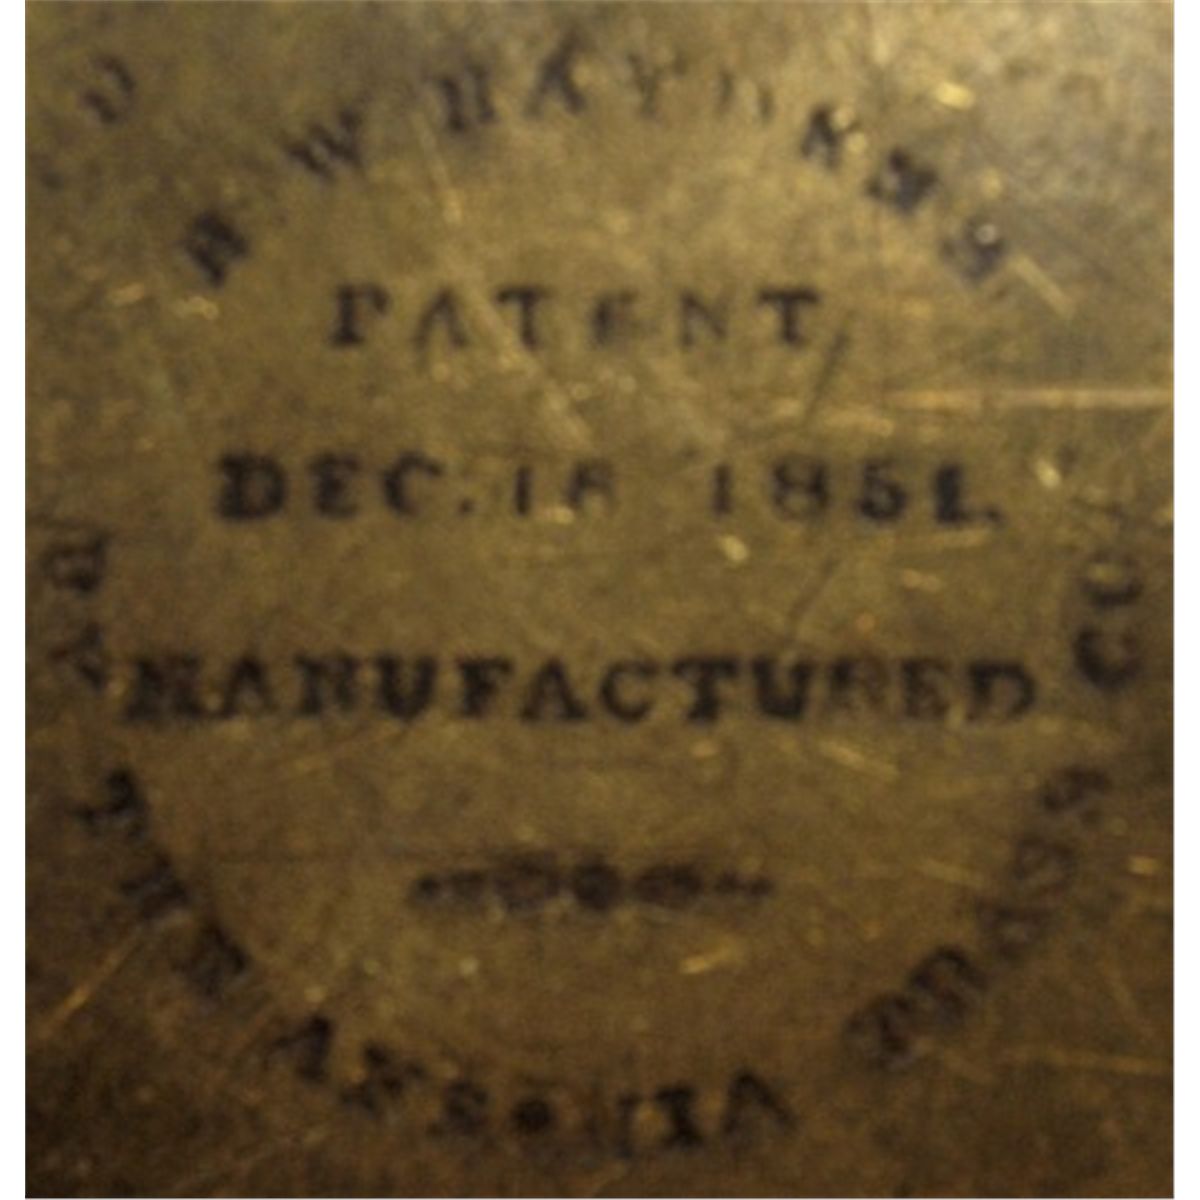 H W HAYDENS
PATENT
DEC. 16 1851.
MANUFACTURED
BY
THE ANSONIA BRASS CO.